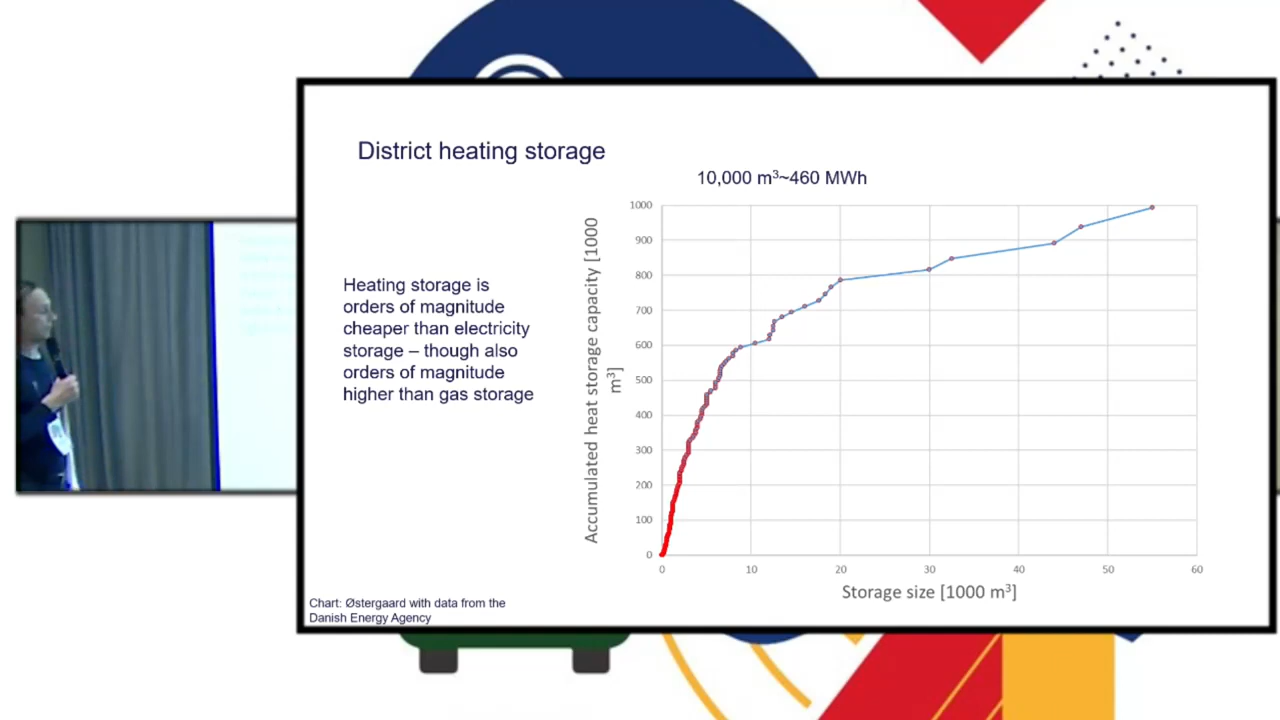 District heating storage
10,000 m³~460 MWh
Heating storage is
orders of magnitude
cheaper than electricity
storage – though also
orders of magnitude
higher than gas storage
Accumulated heat storage capacity [1000
m³]
1000
900
800
700
600
500
400
300
200
100
0
0 10 20 30 40 50 60
Storage size [1000 m³]
Chart: Østergaard with data from the
Danish Energy Agency